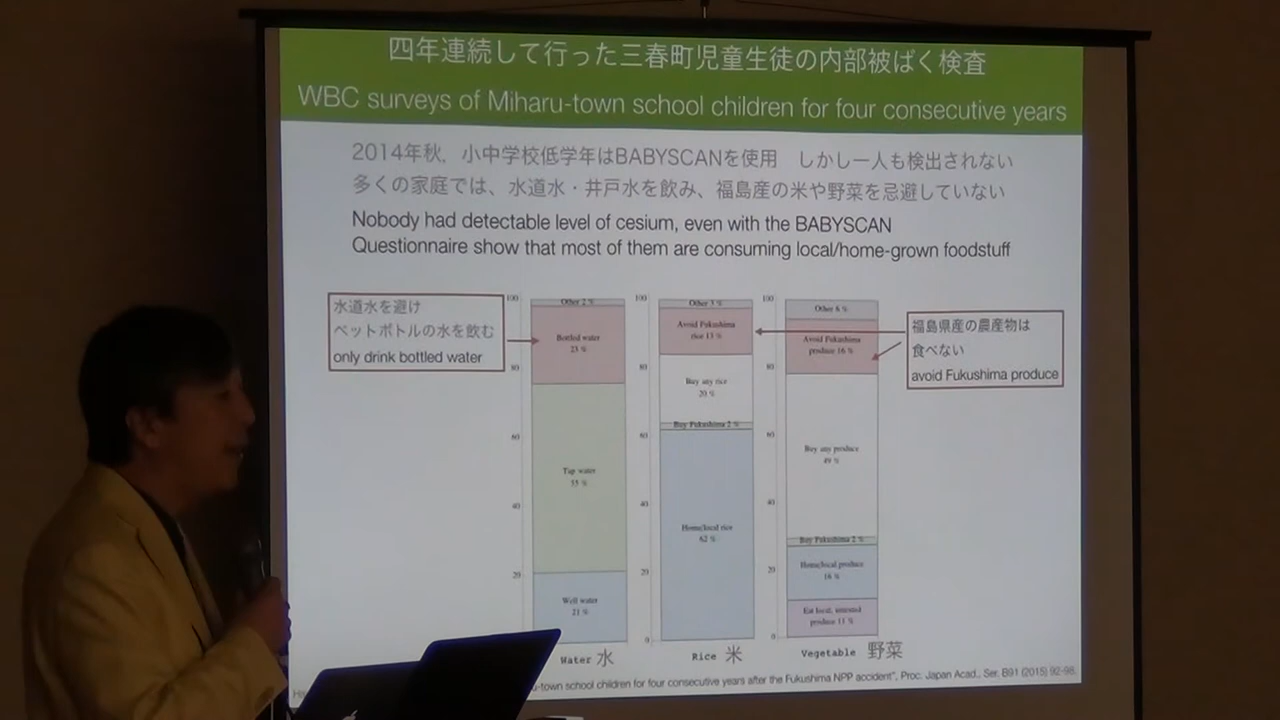 四年連続して行った三春町児童生徒の内部被ばく検査
WBC surveys of Miharu-town school children for four consecutive years
2014年秋，小中学校低学年はBABYSCANを使用　しかし一人も検出されない
多くの家庭では、水道水・井戸水を飲み、福島産の米や野菜を忌避していない
Nobody had detectable level of cesium, even with the BABYSCAN
Questionnaire show that most of them are consuming local/home-grown foodstuff
水道水を避け
ペットボトルの水を飲む
only drink bottled water
100
80
60
40
20
Other 2 %
Bottled water
23 %
Tap water
55 %
Well water
21 %
Water 水
100
80
60
40
20
0
Other 3 %
Avoid Fukushima
rice 13 %
Buy any rice
20 %
Buy Fukushima 2 %
Home/local rice
62 %
Rice 米
100
80
60
40
20
0
Other 6 %
Avoid Fukushima
produce 16 %
Buy any produce
49 %
Buy Fukushima 2 %
Home/local produce
16 %
Eat local, untested
produce 11 %
Vegetable 野菜
福島県産の農産物は
食べない
avoid Fukushima produce
u-town school children for four consecutive years after the Fukushima NPP accident", Proc. Japan Acad., Ser. B91 (2015) 92-98.